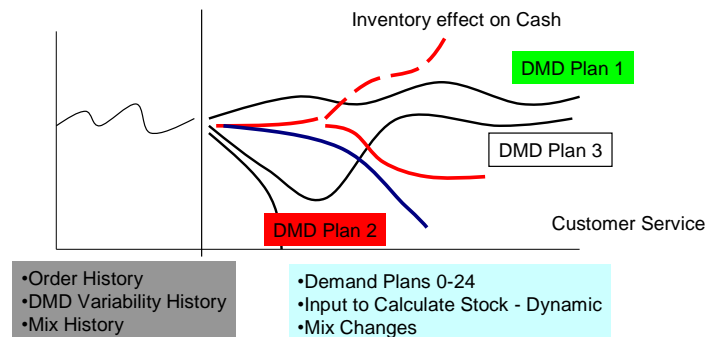 Inventory effect on Cash
DMD Plan 1
DMD Plan 3
DMD Plan 2
Customer Service
•Order History
•DMD Variability History
•Mix History
•Demand Plans 0-24
•Input to Calculate Stock - Dynamic
•Mix Changes